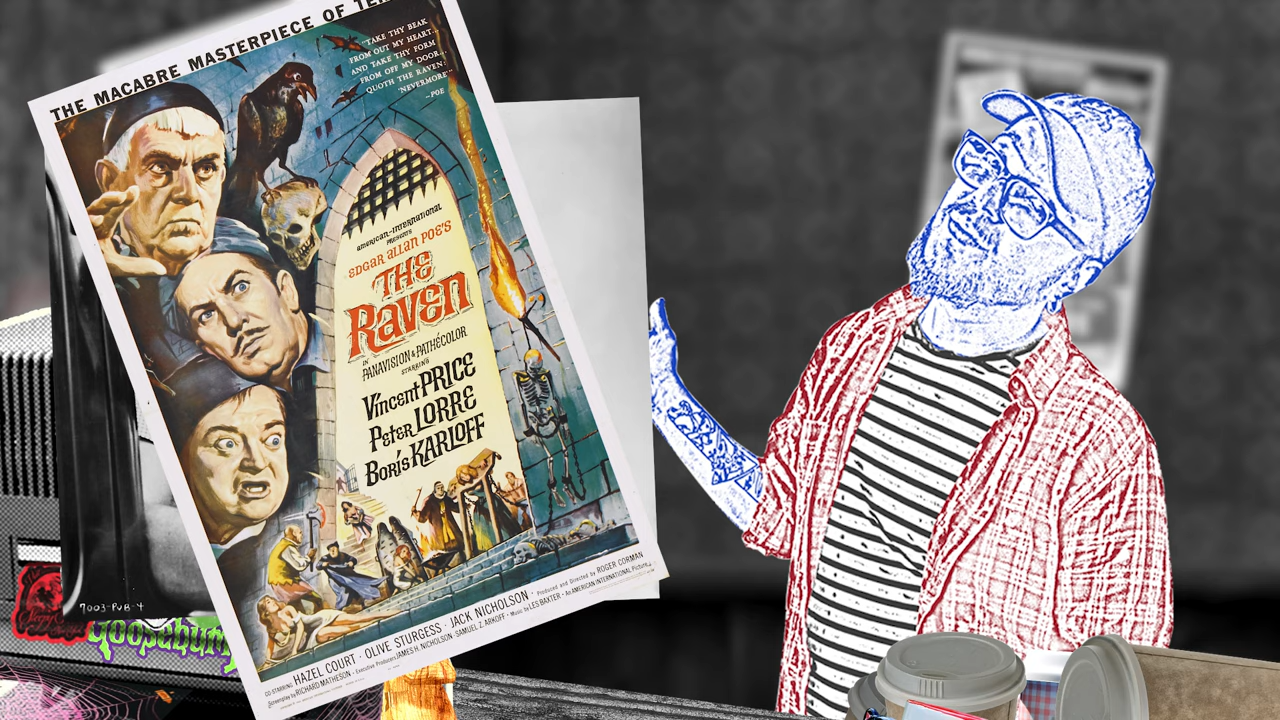 THE MACABRE MASTERPIECE OF
"TAKE THY BEAK
FROM OUT MY HEART,
AND TAKE THY FORM
FROM OFF MY DOOR...
QUOTH THE RAVEN:
'NEVERMORE'"
—POE
AMERICAN-INTERNATIONAL
PRESENTS
EDGAR ALLAN POE'S
THE
RAVEN
IN
PANAVISION & PATHÉCOLOR
STARRING
Vincent PRICE
Peter LORRE
Boris KARLOFF
CO-STARRING HAZEL COURT · OLIVE STURGESS · JACK NICHOLSON · Produced and Directed by ROGER CORMAN
Screenplay by RICHARD MATHESON · Executive Producers JAMES H. NICHOLSON · SAMUEL Z. ARKOFF · Music by LES BAXTER · An AMERICAN INTERNATIONAL Picture
7003-PUB-4